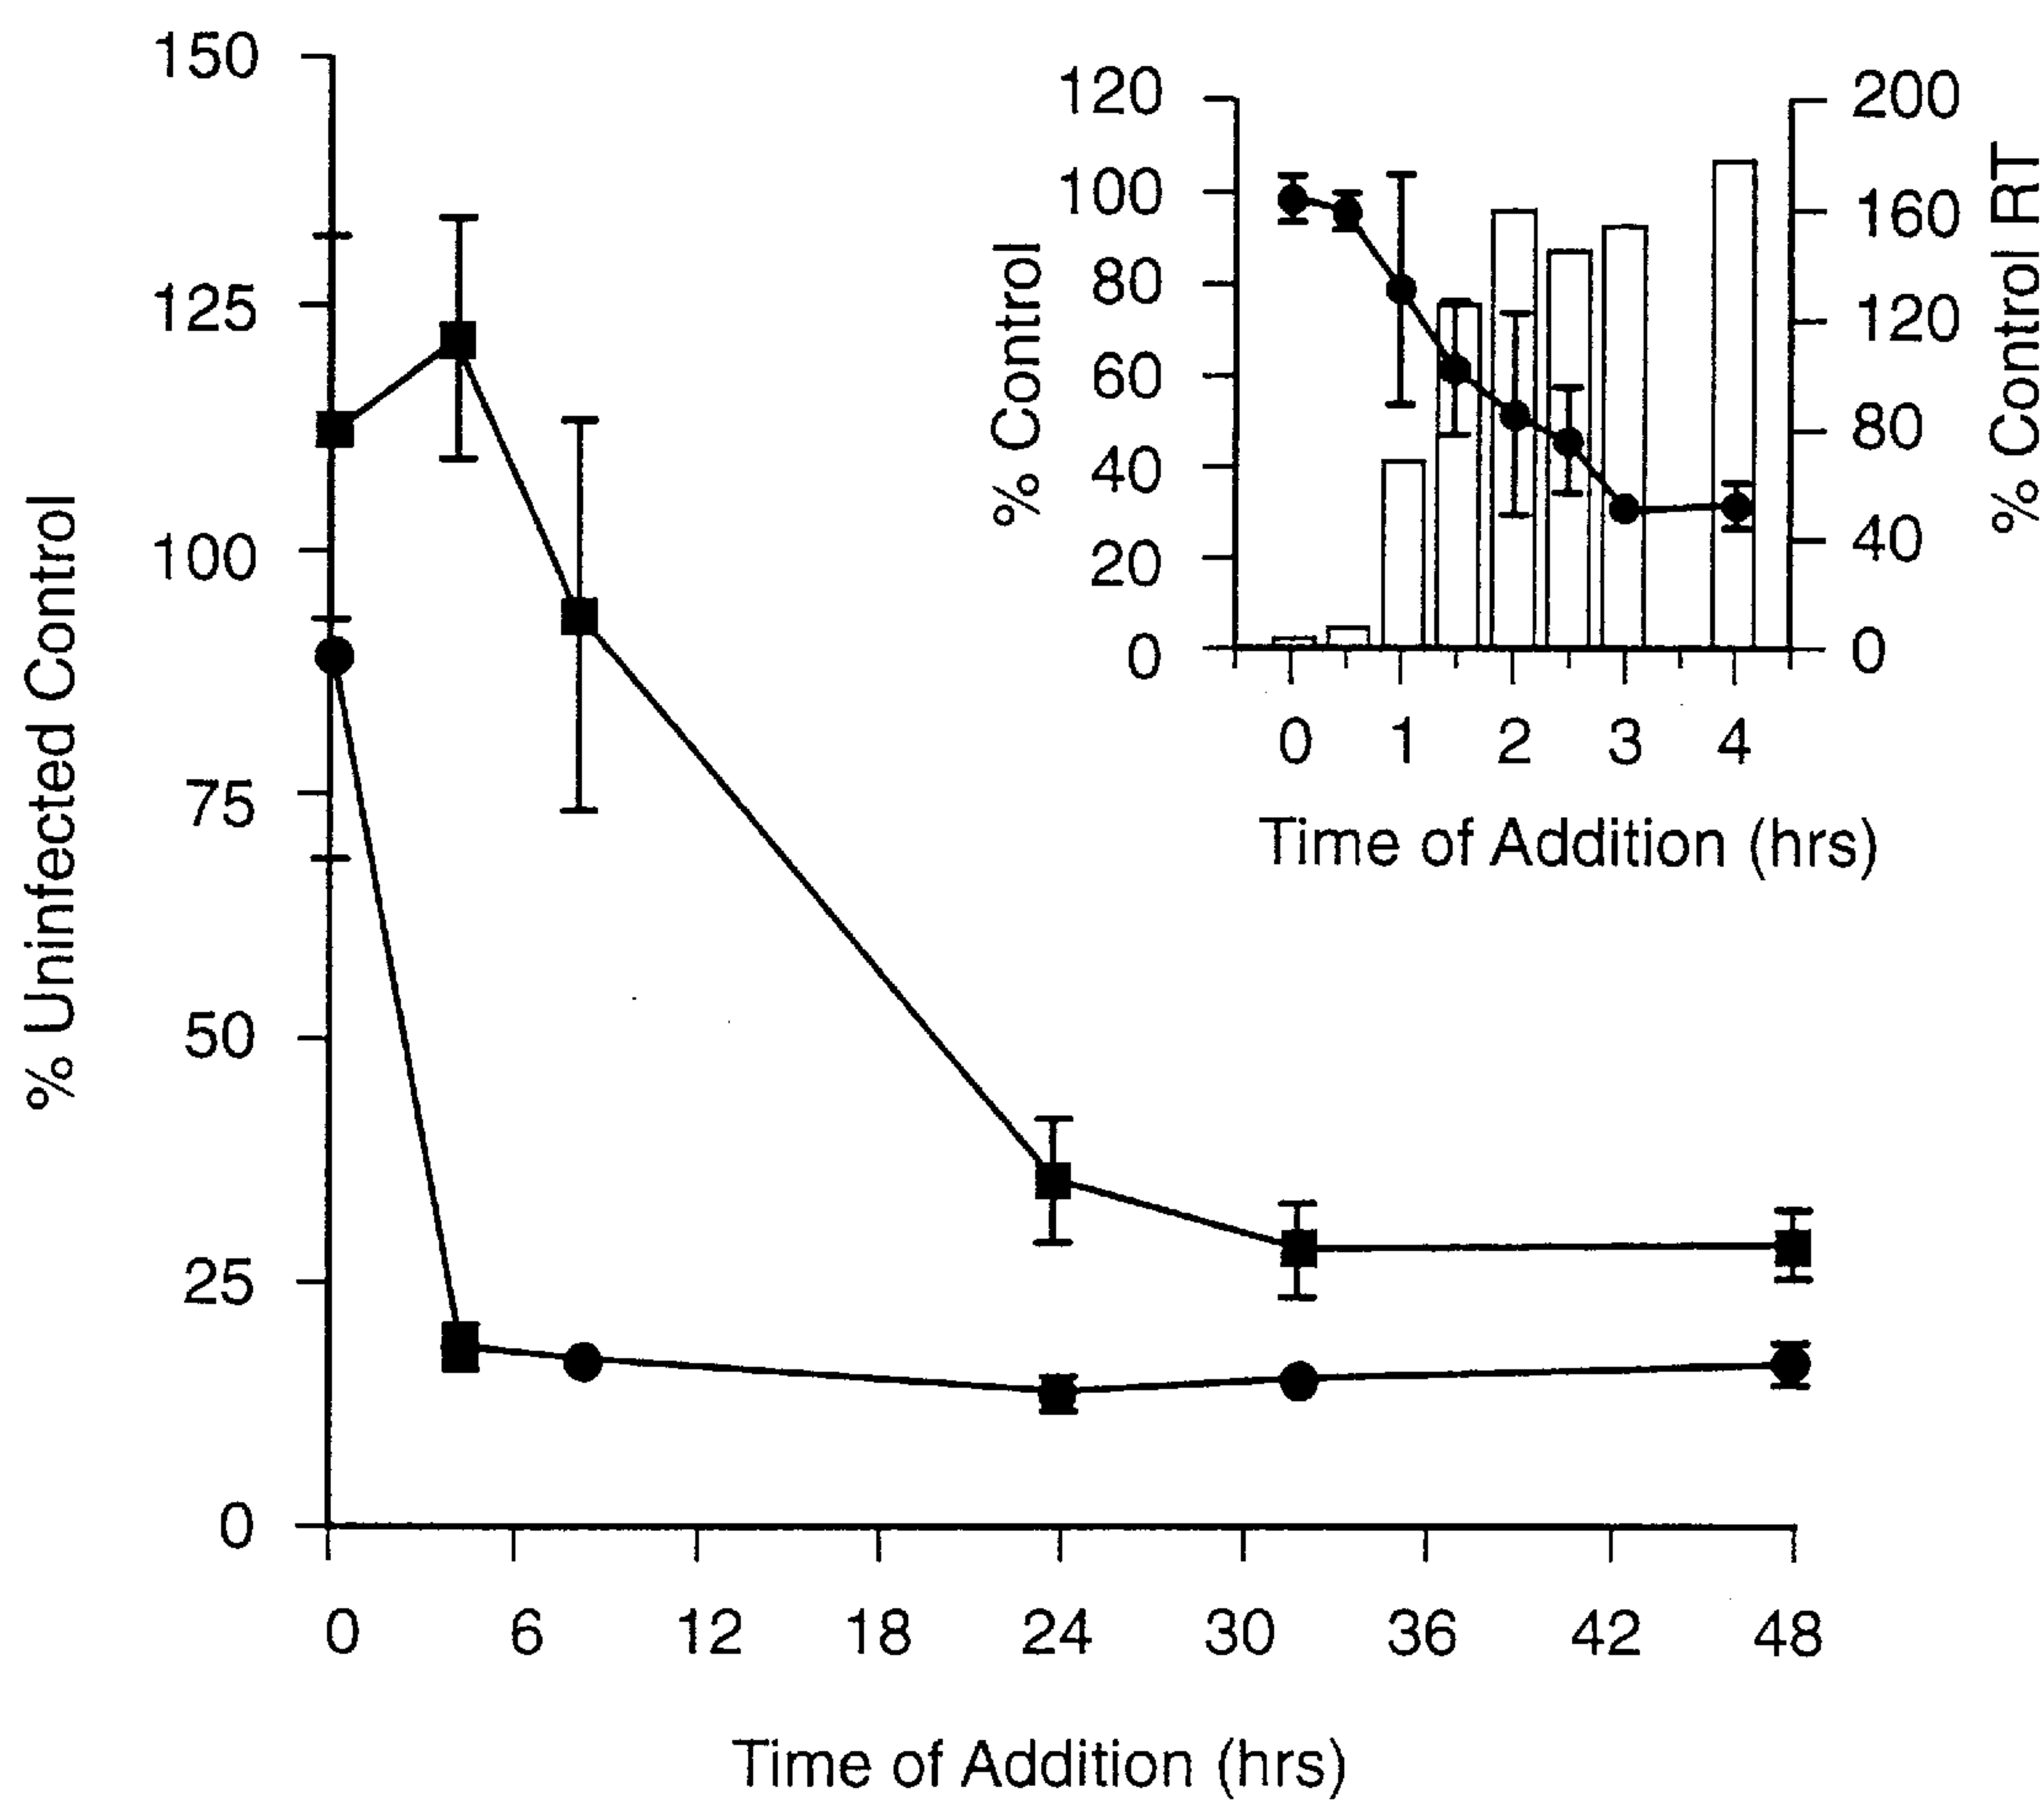 % Uninfected Control
150
125
100
75
50
25
0
0 6 12 18 24 30 36 42 48
Time of Addition (hrs)
% Control
120
100
80
60
40
20
0
% Control RT
200
160
120
80
40
0
0 1 2 3 4
Time of Addition (hrs)